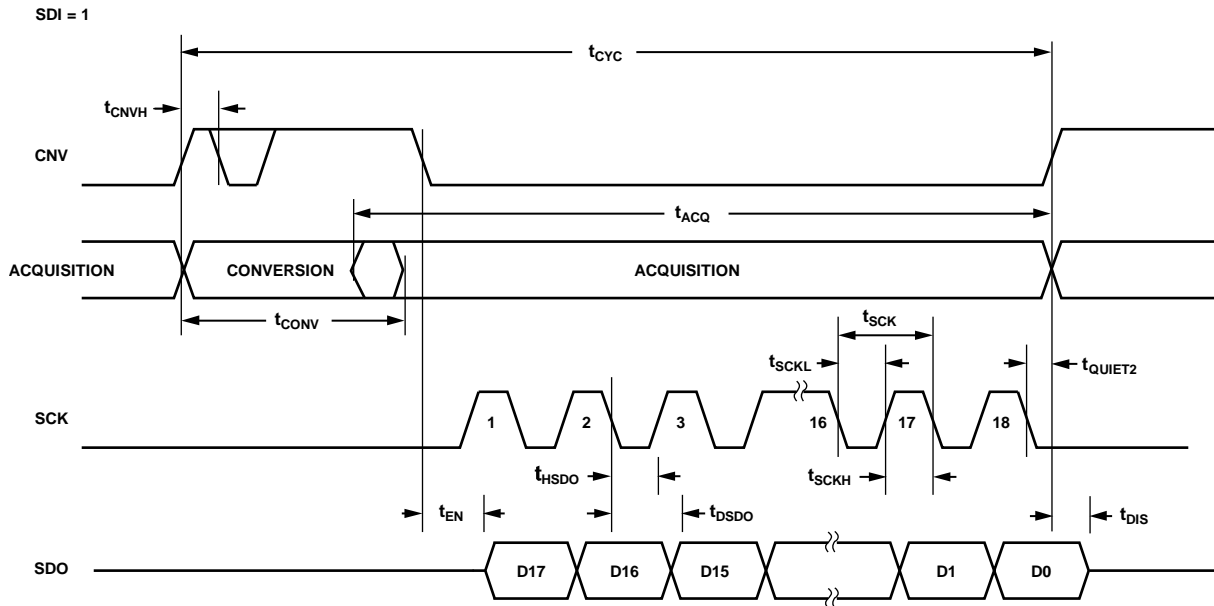 SDI = 1
tCYC
tCNVH
CNV
tACQ
ACQUISITION
CONVERSION
ACQUISITION
tCONV
tSCK
tSCKL
tQUIET2
SCK
1
2
3
16
17
18
tHSDO
tSCKH
tEN
tDSDO
tDIS
SDO
D17
D16
D15
D1
D0